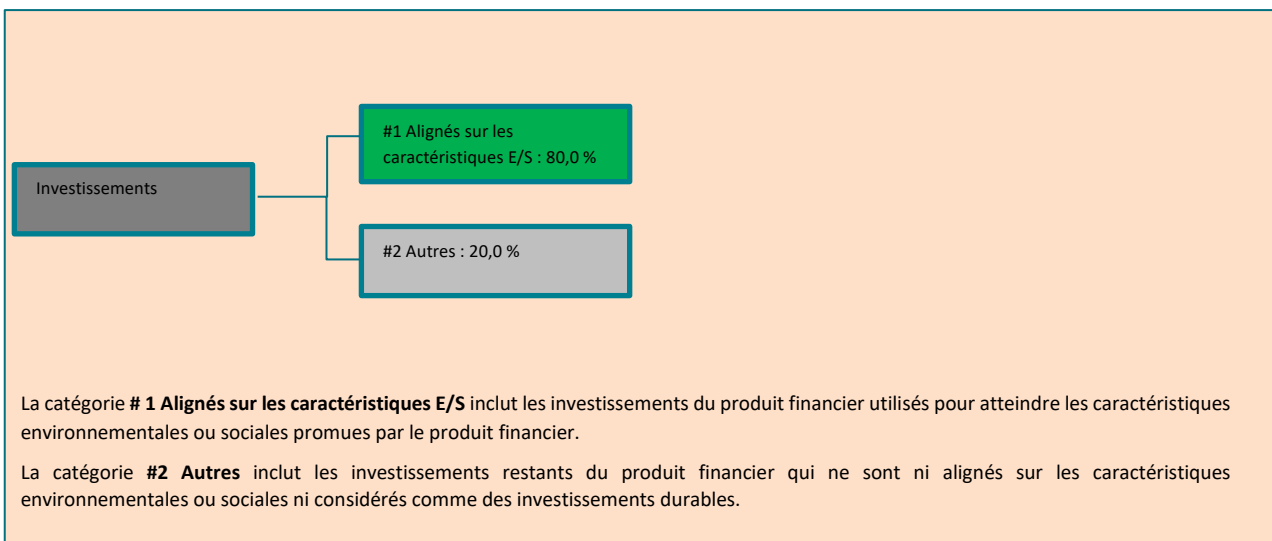 #1 Alignés sur les
caractéristiques E/S : 80,0 %
Investissements
#2 Autres : 20,0 %
La catégorie # 1 Alignés sur les caractéristiques E/S inclut les investissements du produit financier utilisés pour atteindre les caractéristiques
environnementales ou sociales promues par le produit financier.
La catégorie #2 Autres inclut les investissements restants du produit financier qui ne sont ni alignés sur les caractéristiques
environnementales ou sociales ni considérés comme des investissements durables.